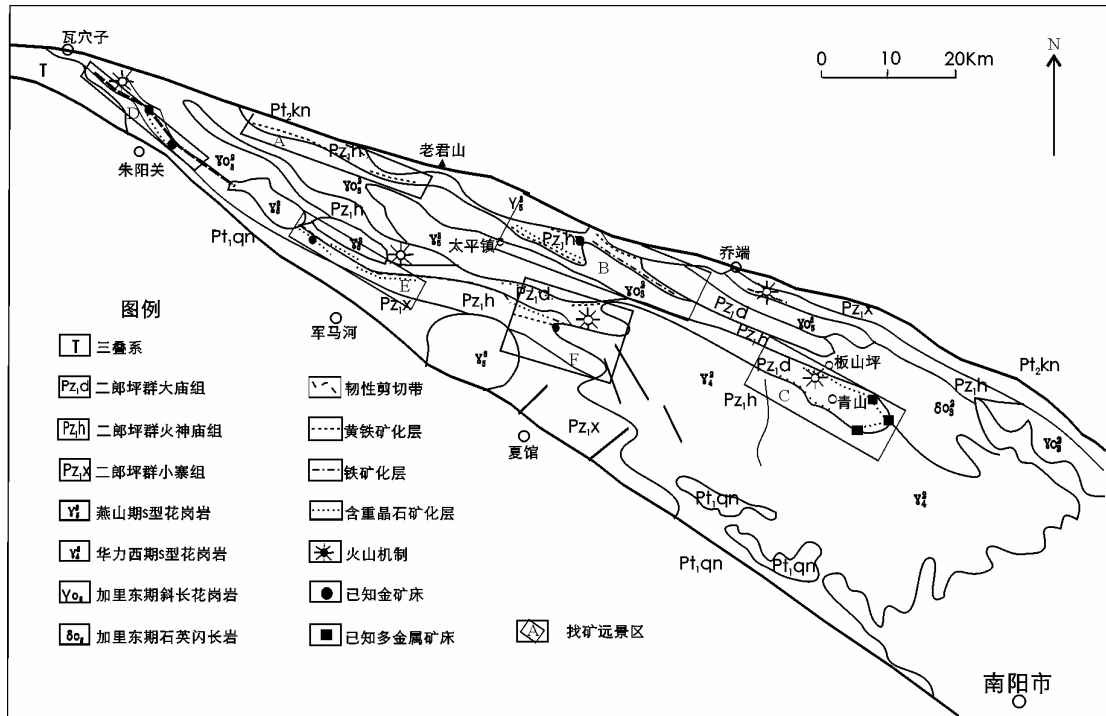 瓦穴子
0 10 20Km
N
T
D
Pt₂kn
A
Pz₁h
老君山
朱阳关
Pz₁h
太平镇
Pz₁h
B
乔端
Pt₁qn
E
Pz₁x
Pz₁h
Pz₁d
Pz₁d
Pz₁x
Pz₁h
板山坪
Pt₂kn
军马河
F
Pz₁d
C
青山
Pz₁h
Pz₁h
夏馆
Pz₁x
Pt₁qn
Pt₁qn
Pt₁qn
南阳市
图例
T 三叠系
Pz₁d 二郎坪群大庙组
Pz₁h 二郎坪群火神庙组
Pz₁x 二郎坪群小寨组
燕山期S型花岗岩
华力西期S型花岗岩
加里东期斜长花岗岩
加里东期石英闪长岩
韧性剪切带
黄铁矿化层
铁矿化层
含重晶石矿化层
火山机制
已知金矿床
已知多金属矿床
A 找矿远景区